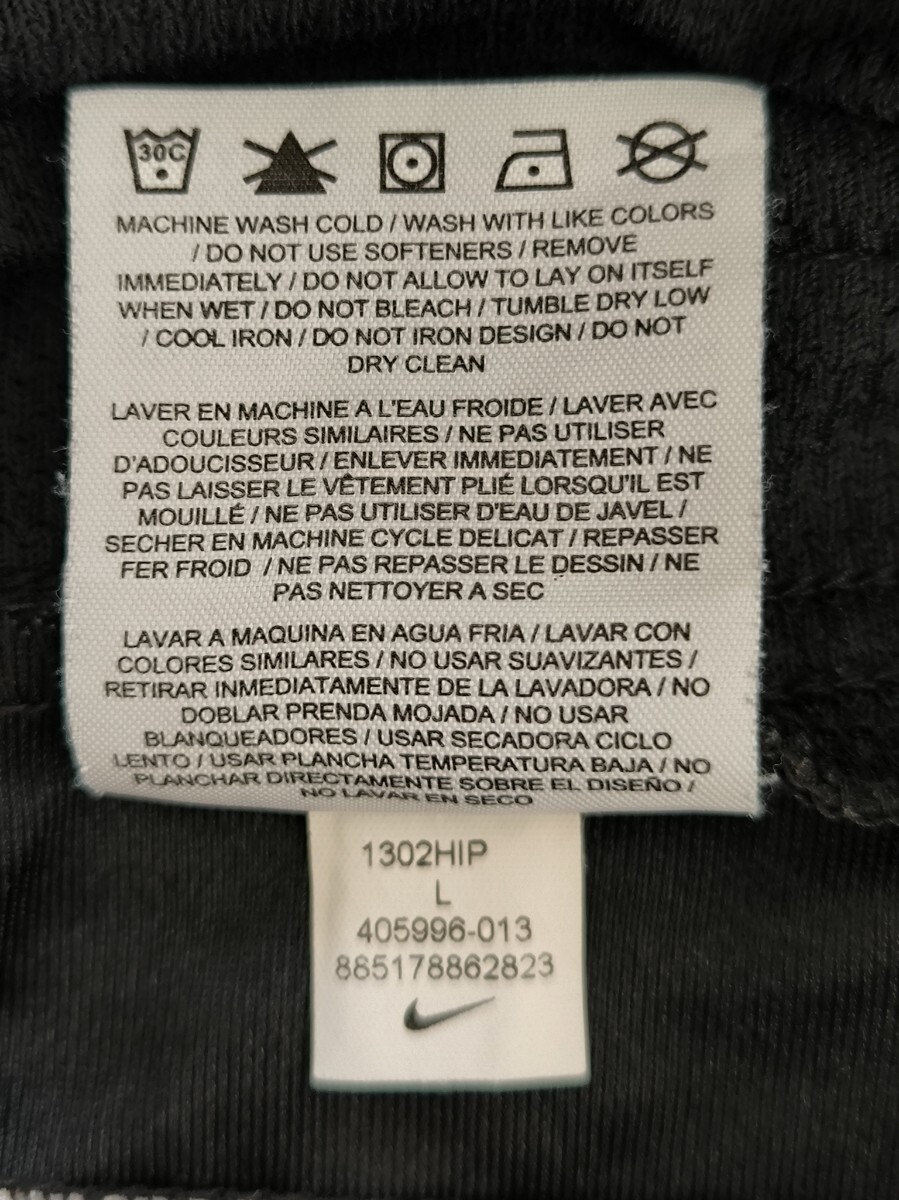 30C
MACHINE WASH COLD / WASH WITH LIKE COLORS
/ DO NOT USE SOFTENERS / REMOVE
IMMEDIATELY / DO NOT ALLOW TO LAY ON ITSELF
WHEN WET / DO NOT BLEACH / TUMBLE DRY LOW
/ COOL IRON / DO NOT IRON DESIGN / DO NOT
DRY CLEAN
LAVER EN MACHINE A L'EAU FROIDE / LAVER AVEC
COULEURS SIMILAIRES / NE PAS UTILISER
D'ADOUCISSEUR / ENLEVER IMMEDIATEMENT / NE
PAS LAISSER LE VÊTEMENT PLIÉ LORSQU'IL EST
MOUILLÉ / NE PAS UTILISER D'EAU DE JAVEL /
SECHER EN MACHINE CYCLE DELICAT / REPASSER
FER FROID / NE PAS REPASSER LE DESSIN / NE
PAS NETTOYER A SEC
LAVAR A MAQUINA EN AGUA FRIA / LAVAR CON
COLORES SIMILARES / NO USAR SUAVIZANTES /
RETIRAR INMEDIATAMENTE DE LA LAVADORA / NO
DOBLAR PRENDA MOJADA / NO USAR
BLANQUEADORES / USAR SECADORA CICLO
LENTO / USAR PLANCHA TEMPERATURA BAJA / NO
PLANCHAR DIRECTAMENTE SOBRE EL DISEÑO /
NO LAVAR EN SECO
1302HIP
L
405996-013
885178862823